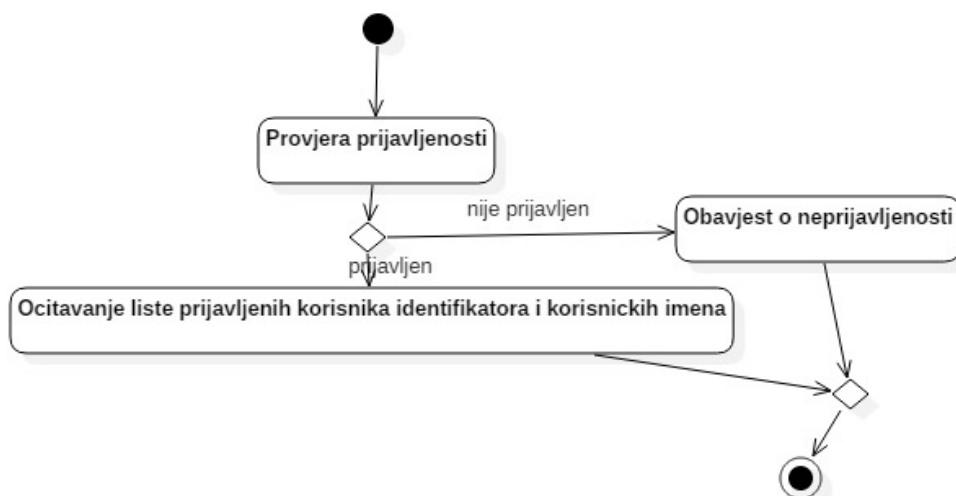 Provjera prijavljenosti
nije prijavljen
Obavjest o neprijavljenosti
prijavljen
Ocitavanje liste prijavljenih korisnika identifikatora i korisnickih imena